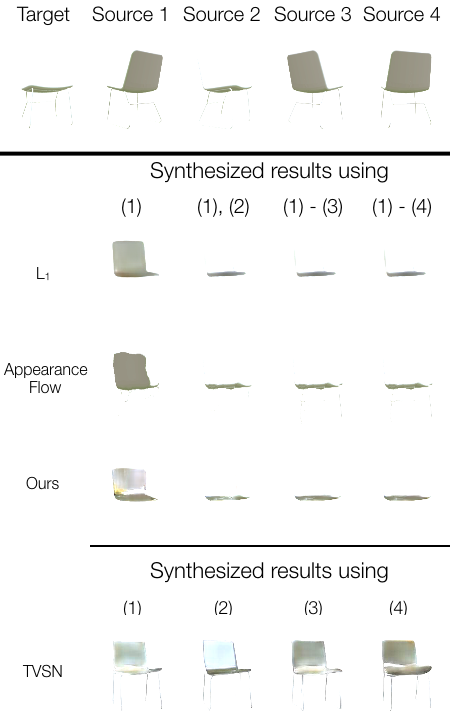 Target Source 1 Source 2 Source 3 Source 4
Synthesized results using
(1) (1), (2) (1) - (3) (1) - (4)
L₁
Appearance
Flow
Ours
Synthesized results using
(1) (2) (3) (4)
TVSN